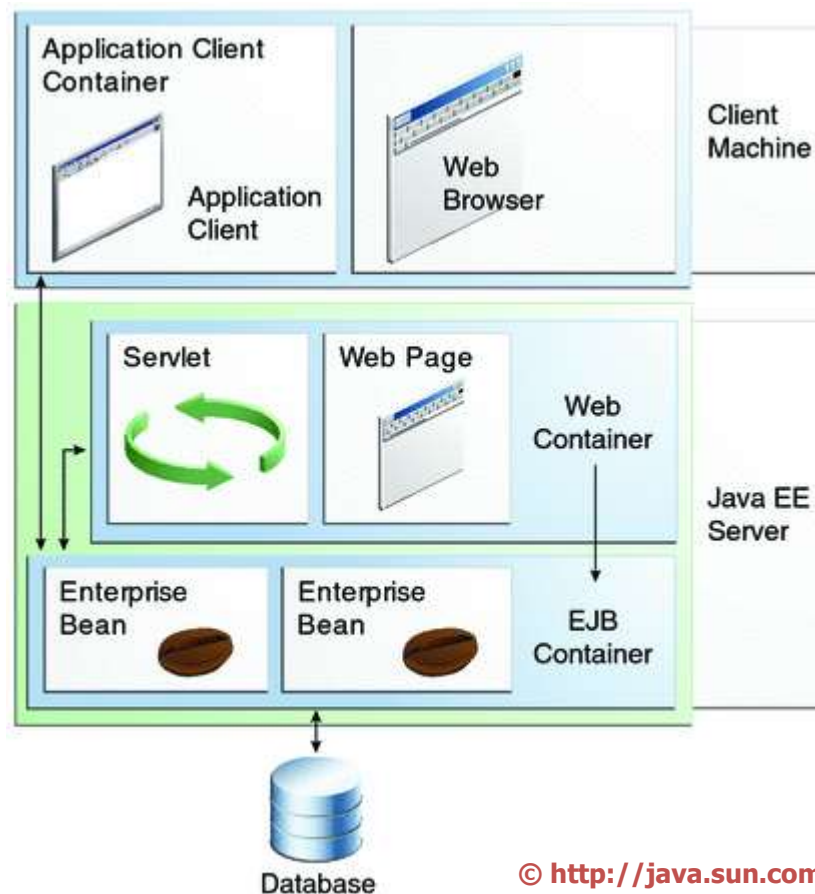 Application Client
Container
Application
Client
Web
Browser
Client
Machine
Servlet
Web Page
Web
Container
Java EE
Server
Enterprise
Bean
Enterprise
Bean
EJB
Container
Database
© http://java.sun.com